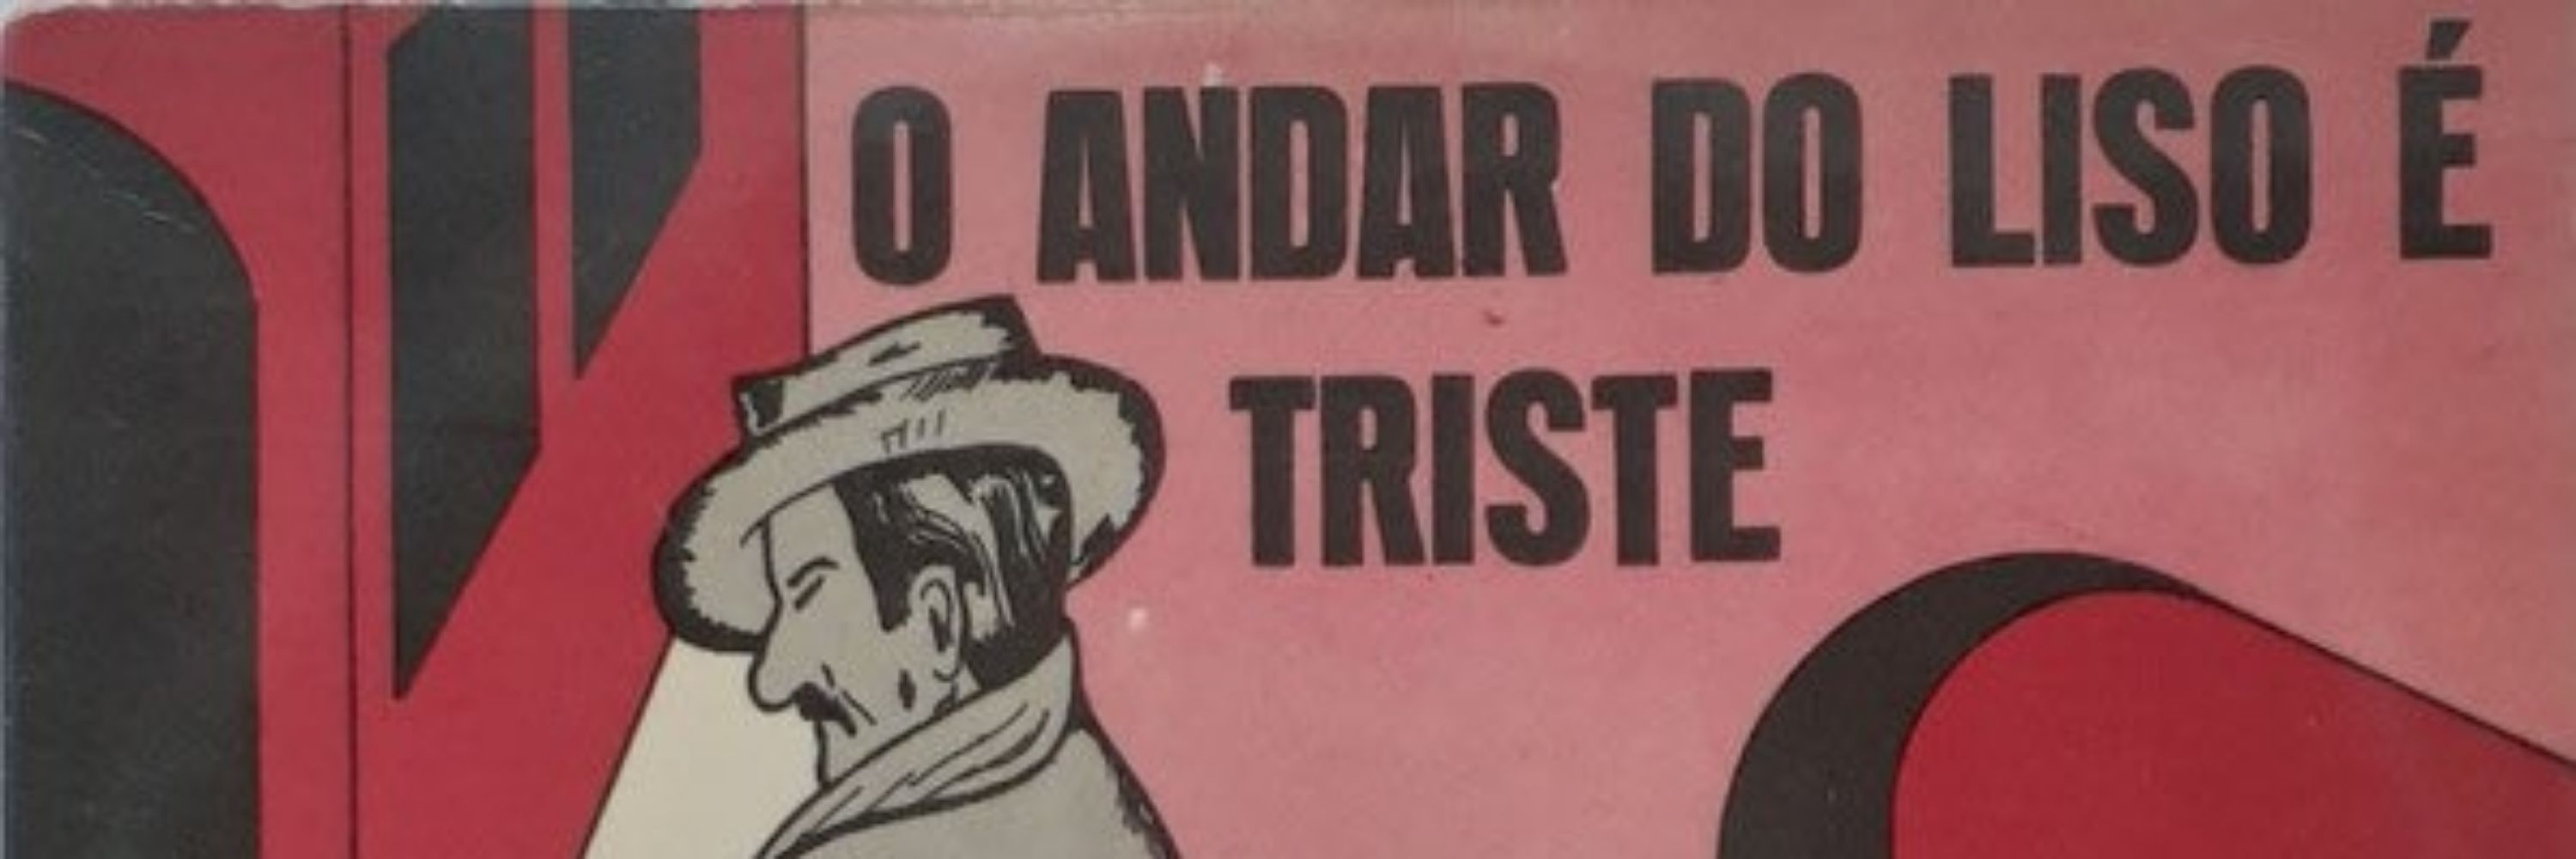 O ANDAR DO LISO É
TRISTE